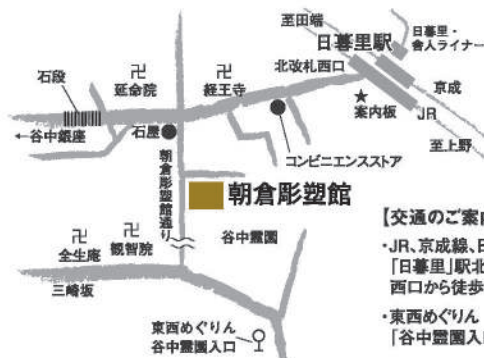 至田端
日暮里・
舎人ライナー
日暮里駅
北改札西口
京成
JR
至上野
案内板
石段
延命院
経王寺
←谷中銀座
石屋
コンビニエンスストア
朝倉彫塑館通り
朝倉彫塑館
谷中霊園
全生庵
観智院
三崎坂
東西めぐりん
谷中霊園入口
【交通のご案内
・JR、京成線、日
「日暮里」駅北
西口から徒歩
・東西めぐりん
「谷中霊園入